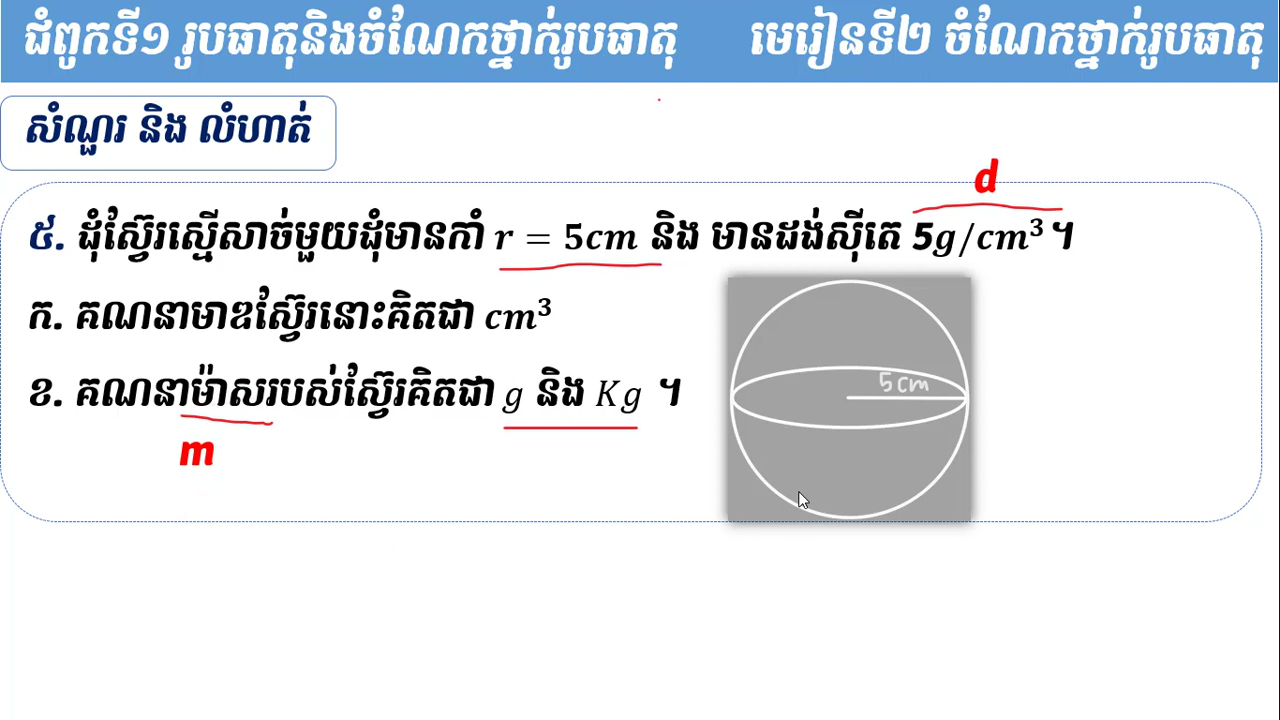 ជំពូកទី១ រូបធាតុនិងចំណែកថ្នាក់រូបធាតុ មេរៀនទី២ ចំណែកថ្នាក់រូបធាតុ
សំណួរ និង លំហាត់
d
៥. ដុំស្វ៊ែរស្មើសាច់មួយដុំមានកាំ r = 5cm និង មានដង់ស៊ីតេ 5g/cm³ ។
ក. គណនាមាឌស្វ៊ែរនោះគិតជា cm³
5cm
ខ. គណនាម៉ាសរបស់ស្វ៊ែរគិតជា g និង Kg ។
m